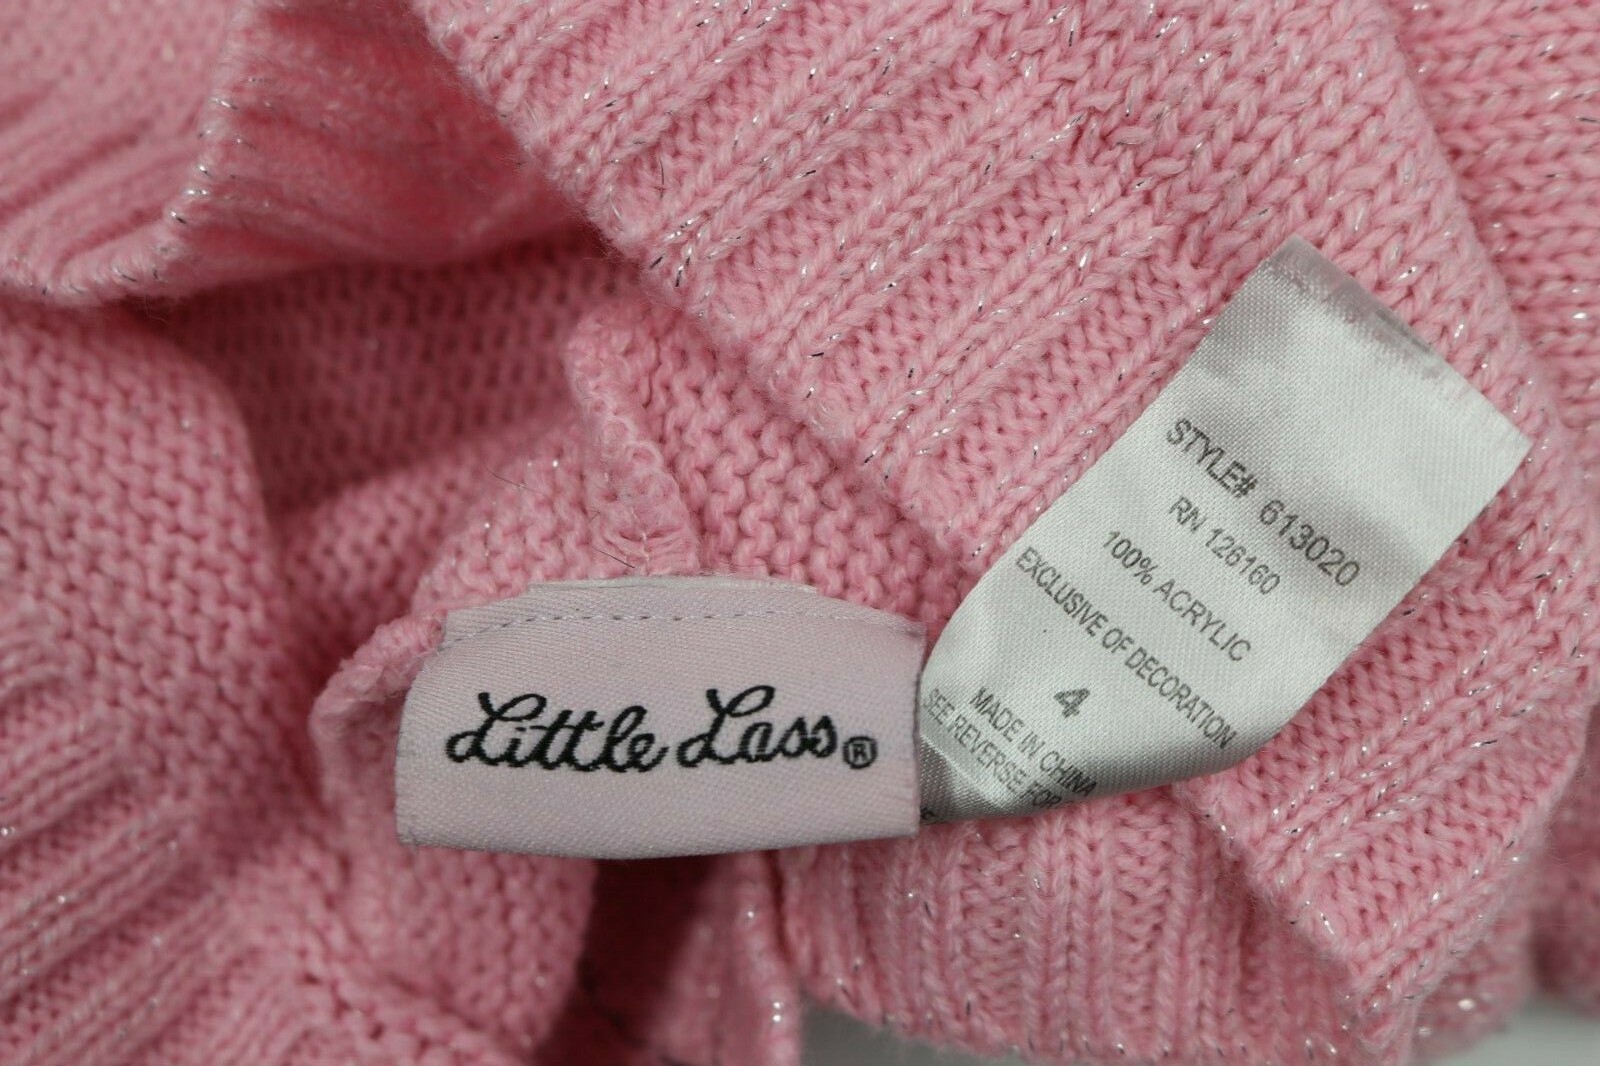 Little Lass®
STYLE# 613020
RN 126160
100% ACRYLIC
EXCLUSIVE OF DECORATION
4
MADE IN CHINA
SEE REVERSE FOR